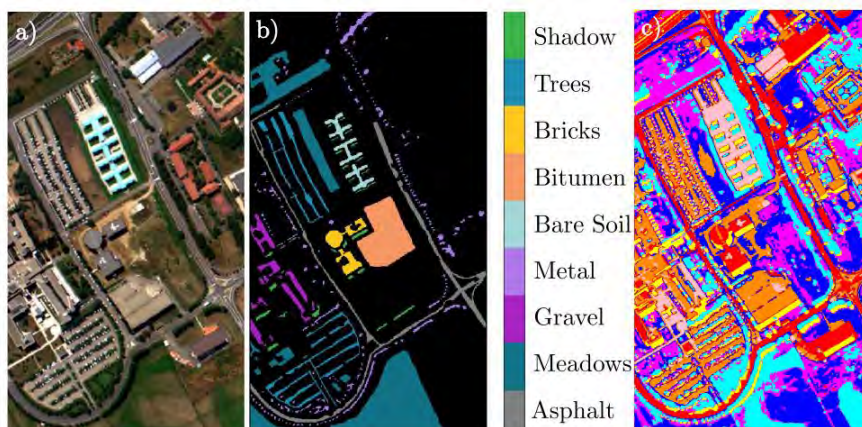 a)
b)
Shadow
Trees
Bricks
Bitumen
Bare Soil
Metal
Gravel
Meadows
Asphalt
c)